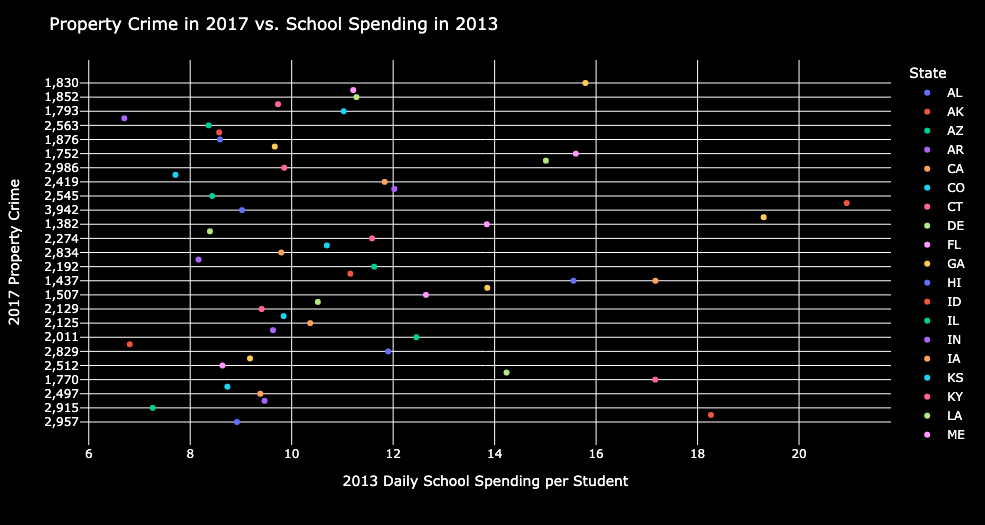 Property Crime in 2017 vs. School Spending in 2013
State
AL
AK
AZ
AR
CA
CO
CT
DE
FL
GA
HI
ID
IL
IN
IA
KS
KY
LA
ME
2017 Property Crime
1,830
1,852
1,793
2,563
1,876
1,752
2,986
2,419
2,545
3,942
1,382
2,274
2,834
2,192
1,437
1,507
2,129
2,125
2,011
2,829
2,512
1,770
2,497
2,915
2,957
6 8 10 12 14 16 18 20
2013 Daily School Spending per Student